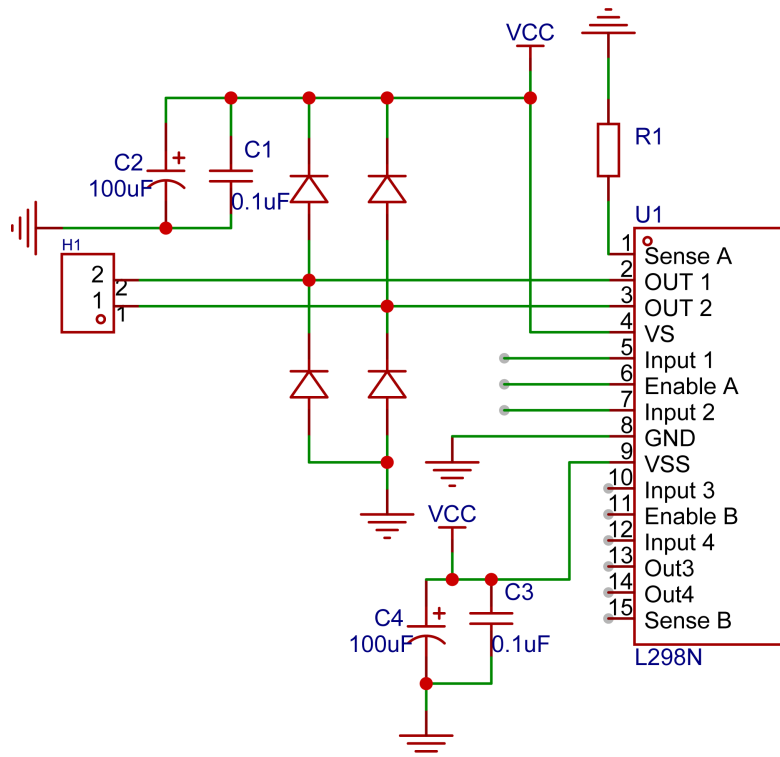 VCC
R1
C2
+
100uF
C1
0.1uF
H1
2
2
1
1
U1
1
Sense A
2
OUT 1
3
OUT 2
4
VS
5
Input 1
6
Enable A
7
Input 2
8
GND
9
VSS
10
Input 3
11
Enable B
12
Input 4
13
Out3
14
Out4
15
Sense B
L298N
VCC
C4
+
100uF
C3
0.1uF